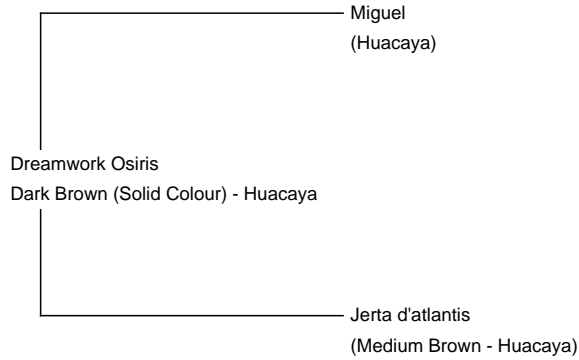 Miguel
(Huacaya)
Dreamwork Osiris
Dark Brown (Solid Colour) - Huacaya
Jerta d'atlantis
(Medium Brown - Huacaya)